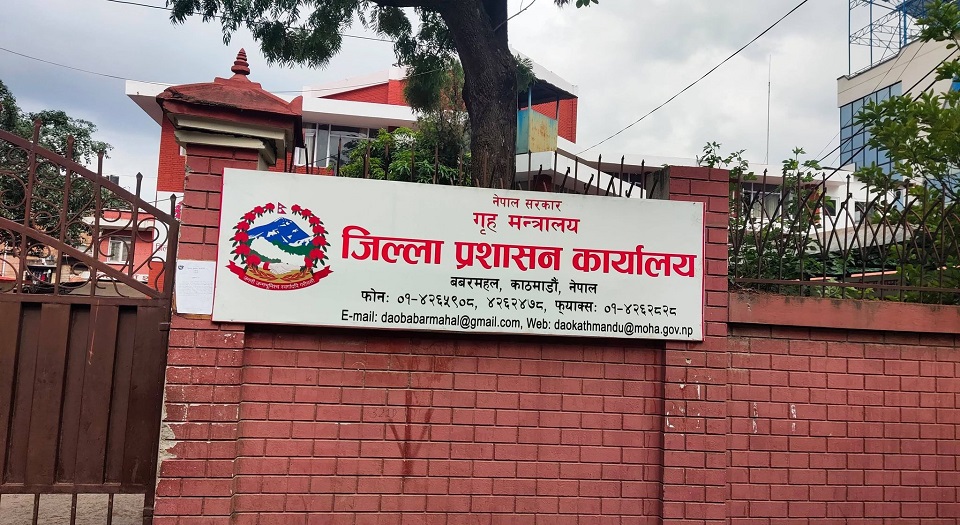 नेपाल सरकार
गृह मन्त्रालय
जिल्ला प्रशासन कार्यालय
बबरमहल, काठमाडौं, नेपाल
फोनः ०१-४२६५९०८, ४२६२४७८, फ्याक्सः ०१-४२६२८२८
E-mail: daobabarmahal@gmail.com, Web: daokathmandu@moha.gov.np